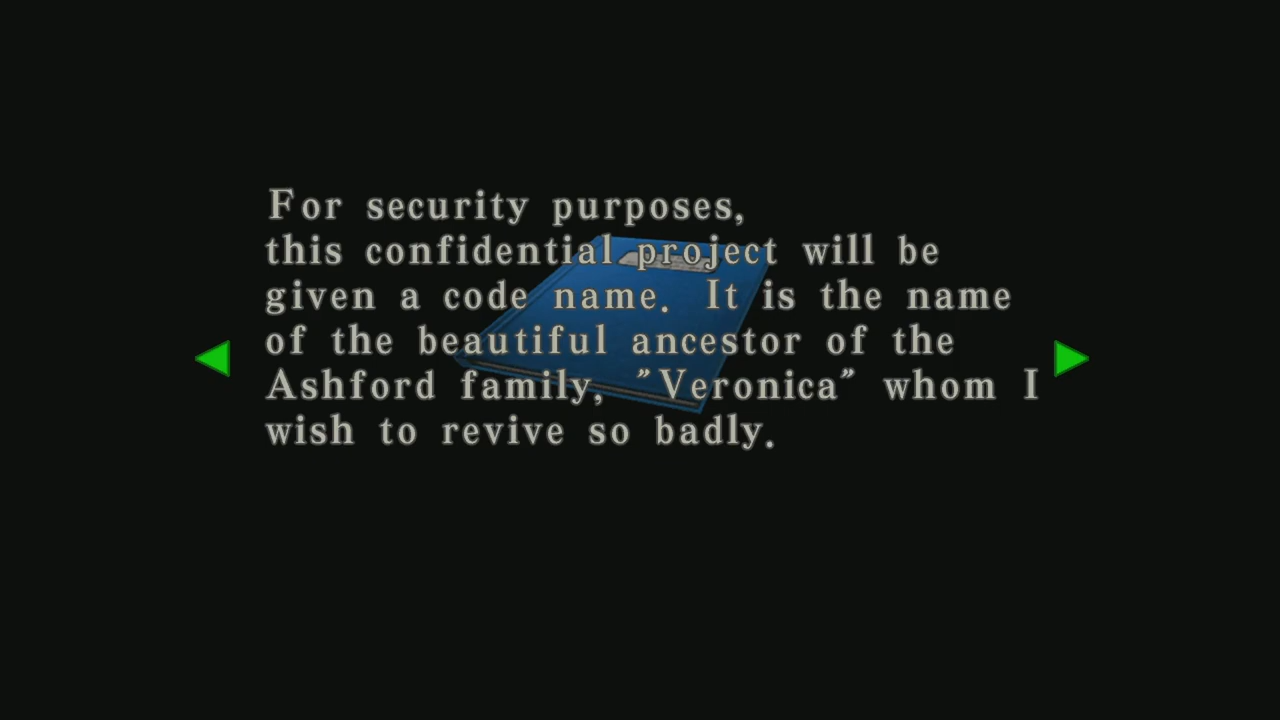 For security purposes,
this confidential project will be
given a code name. It is the name
of the beautiful ancestor of the
Ashford family, "Veronica" whom I
wish to revive so badly.